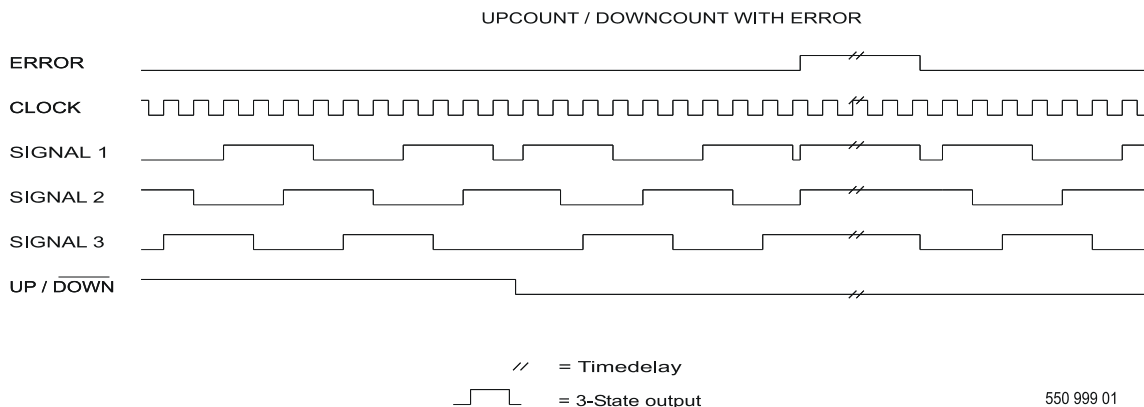 UPCOUNT / DOWNCOUNT WITH ERROR
ERROR
CLOCK
SIGNAL 1
SIGNAL 2
SIGNAL 3
UP / DOWN
// = Timedelay
= 3-State output
550 999 01